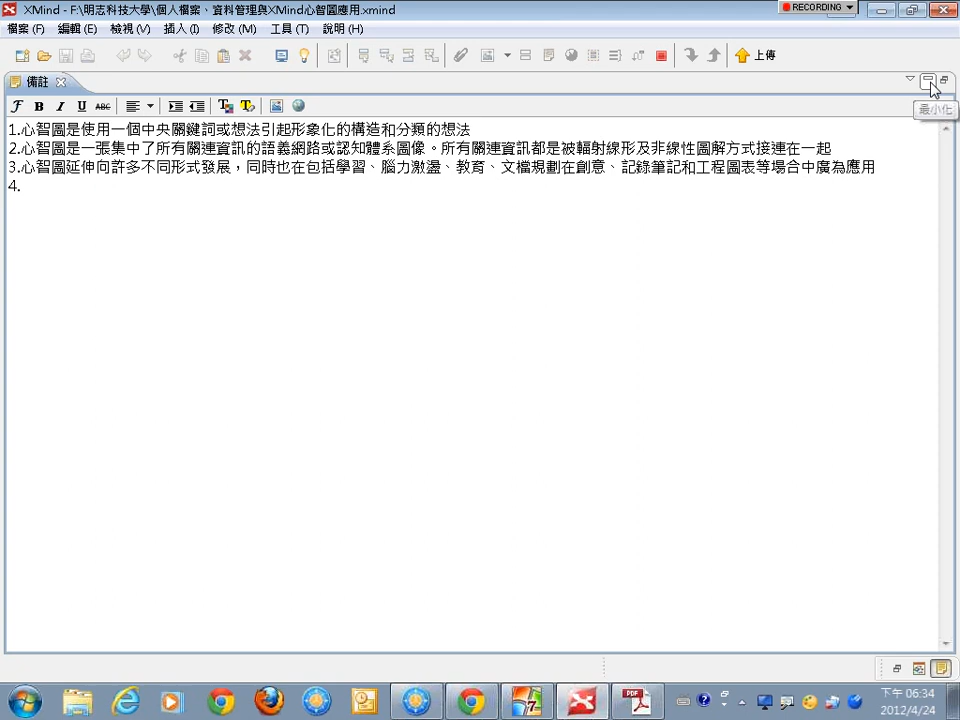 XMind - F:\明志科技大學\個人檔案、資料管理與XMind心智圖應用.xmind
RECORDING
檔案 (F) 編輯(E) 檢視(V) 插入(I) 修改(M) 工具(T) 說明(H)
上傳
備註
最小化
F B I U ABC T T
1.心智圖是使用一個中央關鍵詞或想法引起形象化的構造和分類的想法
2.心智圖是一張集中了所有關連資訊的語義網路或認知體系圖像。所有關連資訊都是被輻射線形及非線性圖解方式接連在一起
3.心智圖延伸向許多不同形式發展，同時也在包括學習、腦力激盪、教育、文檔規劃在創意、記錄筆記和工程圖表等場合中廣為應用
4.
PDF
下午 06:34
2012/4/24